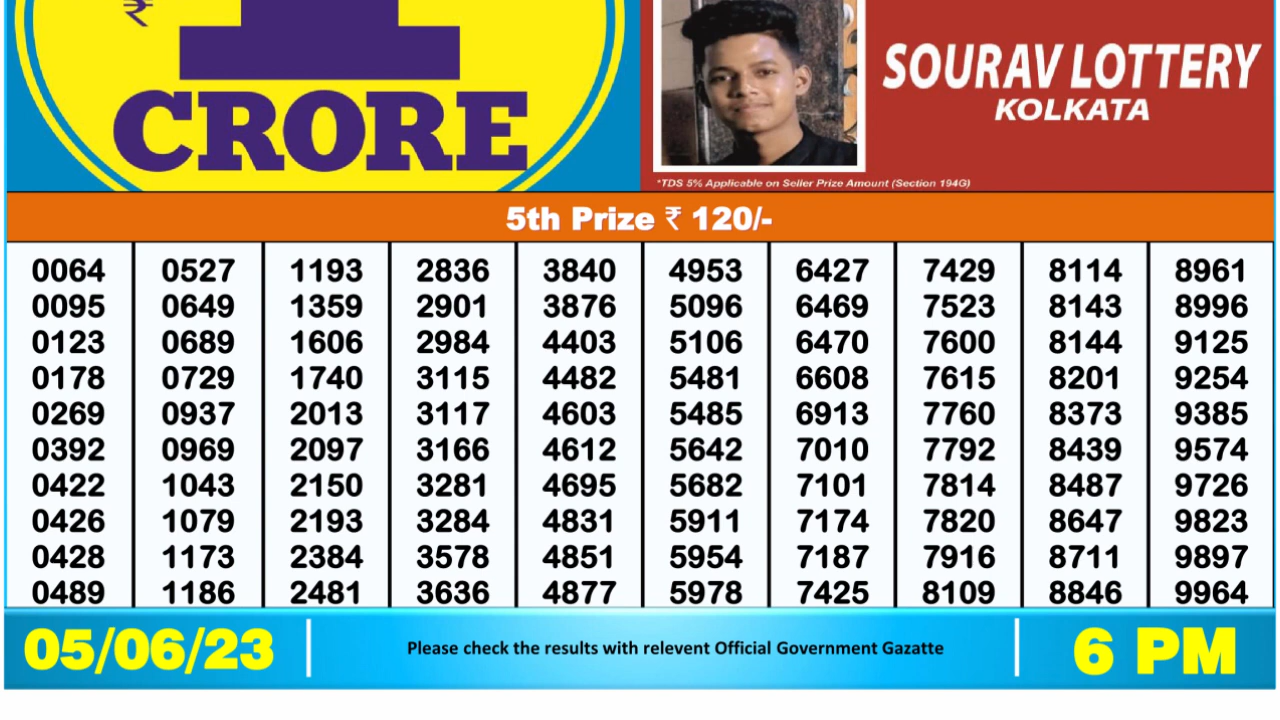 ₹ 1
CRORE
SOURAV LOTTERY
KOLKATA
*TDS 5% Applicable on Seller Prize Amount (Section 194G)
5th Prize ₹ 120/-
0064 0527 1193 2836 3840 4953 6427 7429 8114 8961
0095 0649 1359 2901 3876 5096 6469 7523 8143 8996
0123 0689 1606 2984 4403 5106 6470 7600 8144 9125
0178 0729 1740 3115 4482 5481 6608 7615 8201 9254
0269 0937 2013 3117 4603 5485 6913 7760 8373 9385
0392 0969 2097 3166 4612 5642 7010 7792 8439 9574
0422 1043 2150 3281 4695 5682 7101 7814 8487 9726
0426 1079 2193 3284 4831 5911 7174 7820 8647 9823
0428 1173 2384 3578 4851 5954 7187 7916 8711 9897
0489 1186 2481 3636 4877 5978 7425 8109 8846 9964
05/06/23 Please check the results with relevent Official Government Gazatte 6 PM